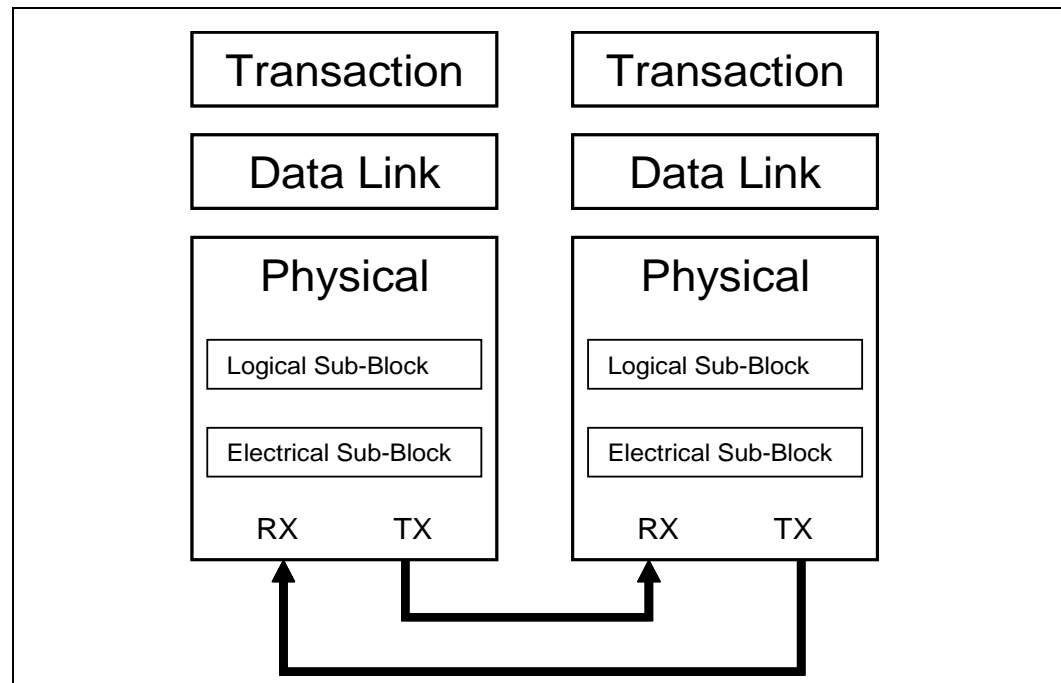 Transaction
Data Link
Physical
Logical Sub-Block
Electrical Sub-Block
RX TX
Transaction
Data Link
Physical
Logical Sub-Block
Electrical Sub-Block
RX TX